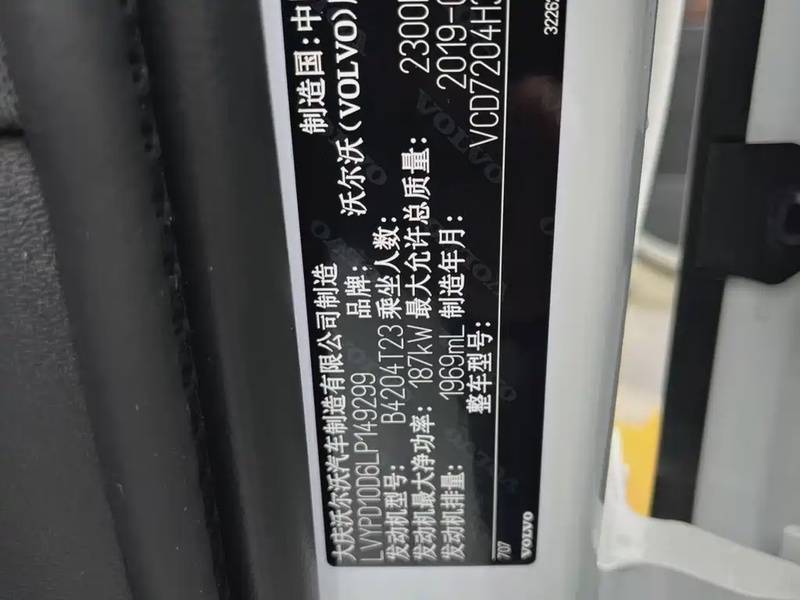 大庆沃尔沃汽车制造有限公司制造 制造国:中
LVYPD10D6LP149299 品牌: 沃尔沃(VOLVO)
发动机型号: B4204T23 乘坐人数:
发动机最大净功率: 187kW 最大允许总质量: 2300
发动机排量: 1969mL 制造年月: 2019-
整车型号: VCD7204H
707
VOLVO
3226